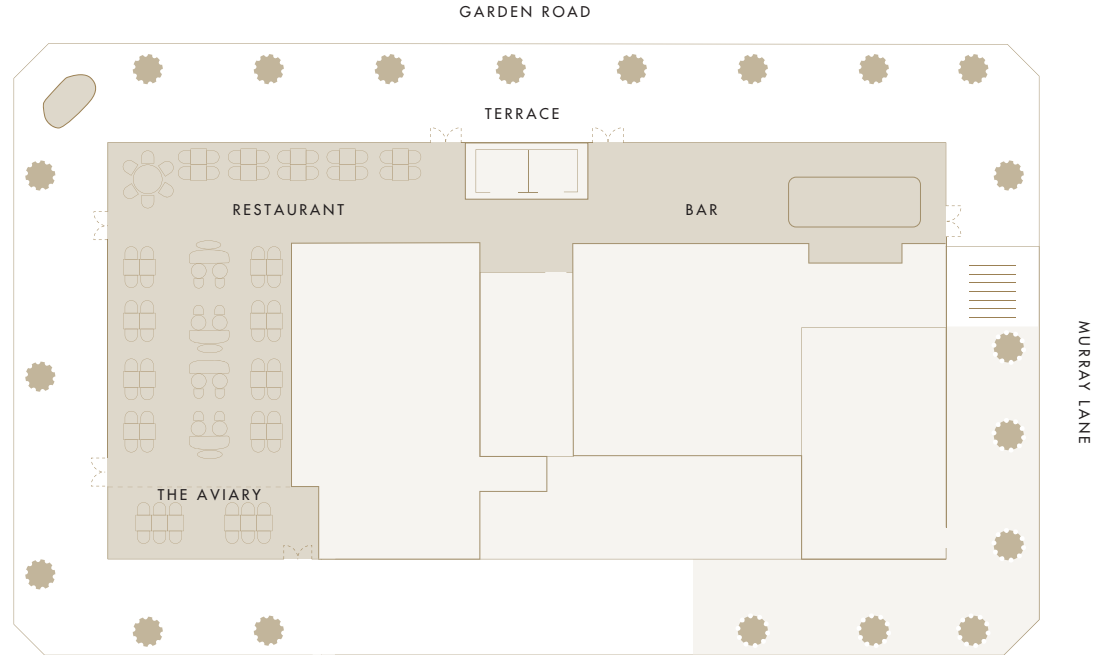 GARDEN ROAD
TERRACE
RESTAURANT
BAR
MURRAY LANE
THE AVIARY